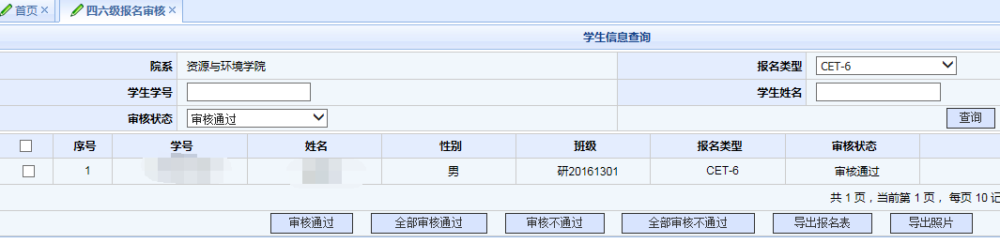 首页 × 四六级报名审核 ×
学生信息查询
院系 资源与环境学院 报名类型 CET-6
学生学号 学生姓名
审核状态 审核通过 查询
序号 学号 姓名 性别 班级 报名类型 审核状态
1 男 研20161301 CET-6 审核通过
共 1 页，当前第 1 页， 每页 10 记
审核通过 全部审核通过 审核不通过 全部审核不通过 导出报名表 导出照片